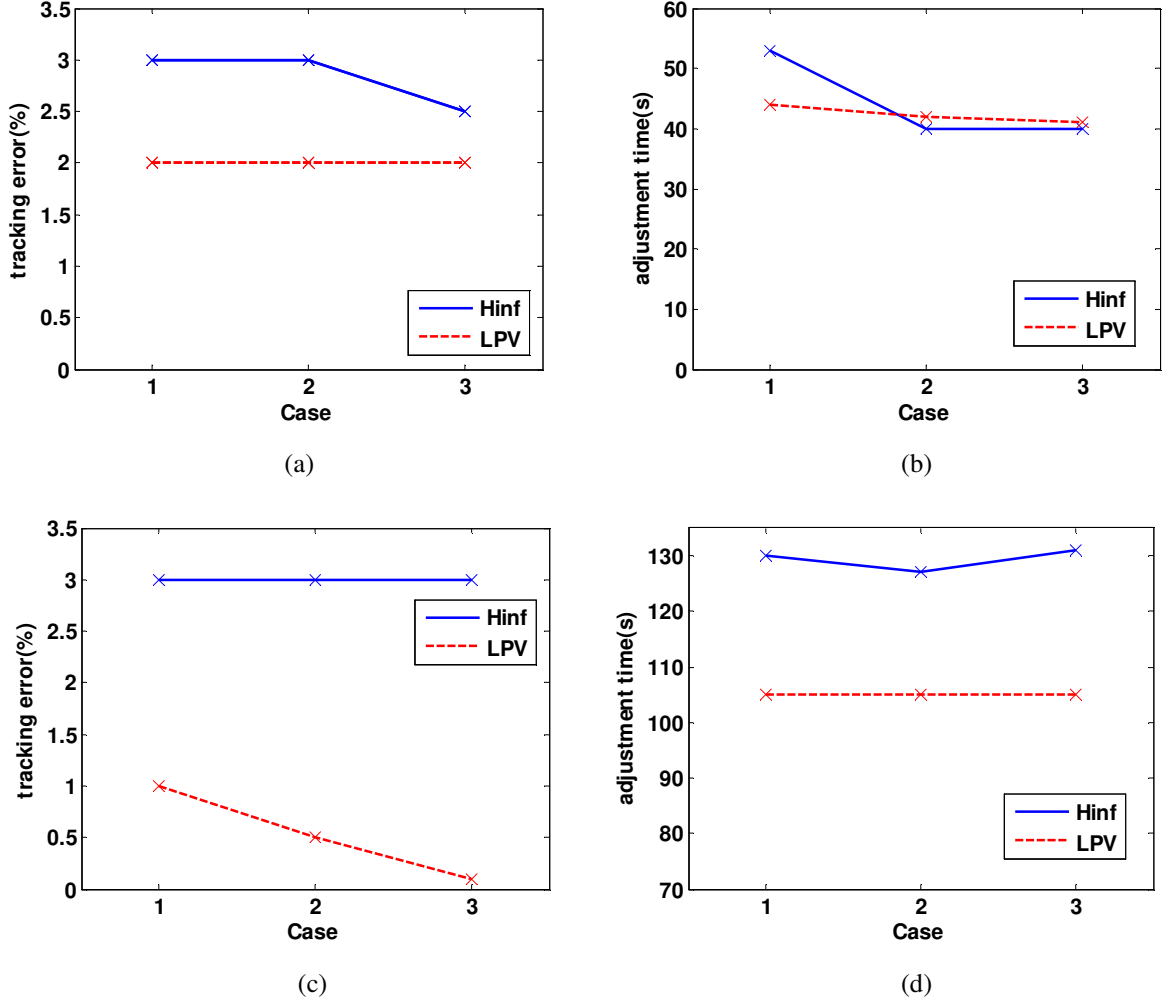 3.5
3
2.5
2
1.5
1
0.5
0
tracking error(%)
1 2 3
Case
Hinf
LPV
(a)
60
50
40
30
20
10
0
adjustment time(s)
1 2 3
Case
Hinf
LPV
(b)
3.5
3
2.5
2
1.5
1
0.5
0
tracking error(%)
1 2 3
Case
Hinf
LPV
(c)
130
120
110
100
90
80
70
adjustment time(s)
1 2 3
Case
Hinf
LPV
(d)